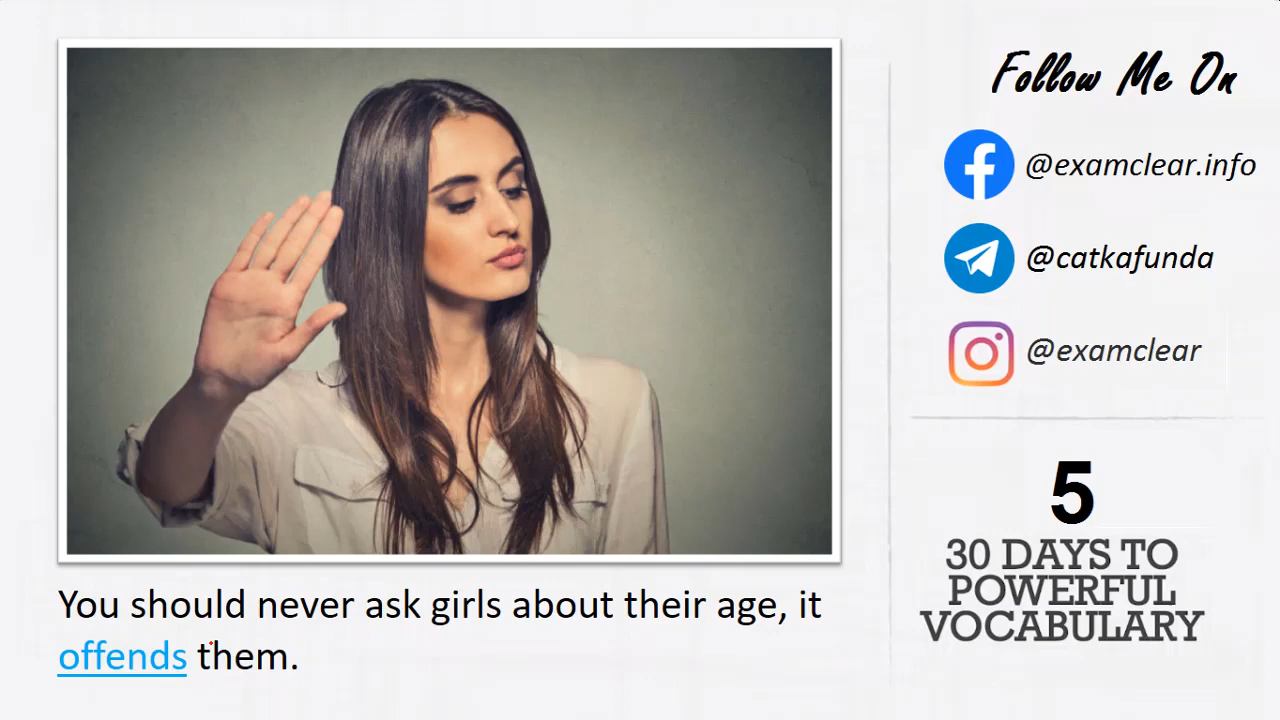 Follow Me On
@examclear.info
@catkafunda
@examclear
5
30 DAYS TO
POWERFUL
VOCABULARY
You should never ask girls about their age, it
offends them.